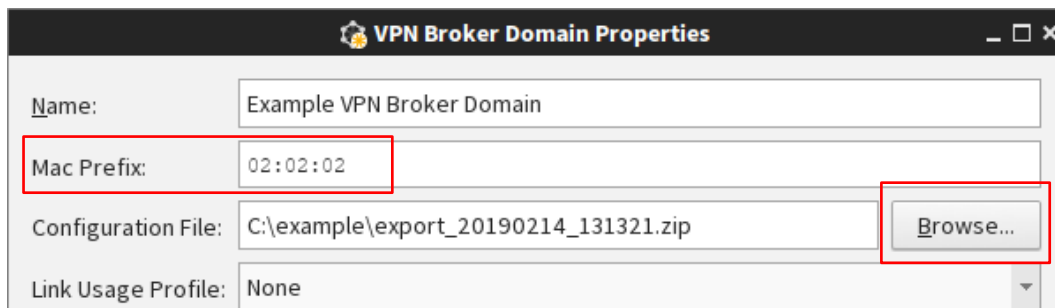 VPN Broker Domain Properties
Name: Example VPN Broker Domain
Mac Prefix: 02:02:02
Configuration File: C:\example\export_20190214_131321.zip Browse...
Link Usage Profile: None